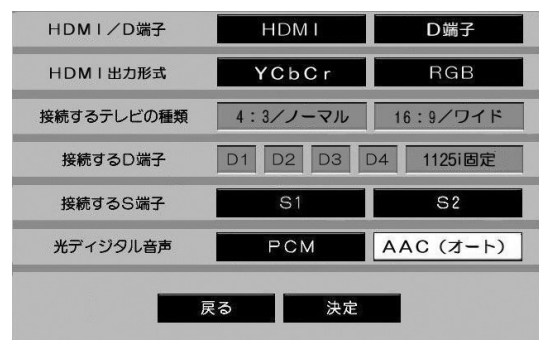 HDMI/D端子 HDMI D端子
HDMI出力形式 YCbCr RGB
接続するテレビの種類 4:3/ノーマル 16:9/ワイド
接続するD端子 D1 D2 D3 D4 1125i固定
接続するS端子 S1 S2
光ディジタル音声 PCM AAC(オート)
戻る 決定